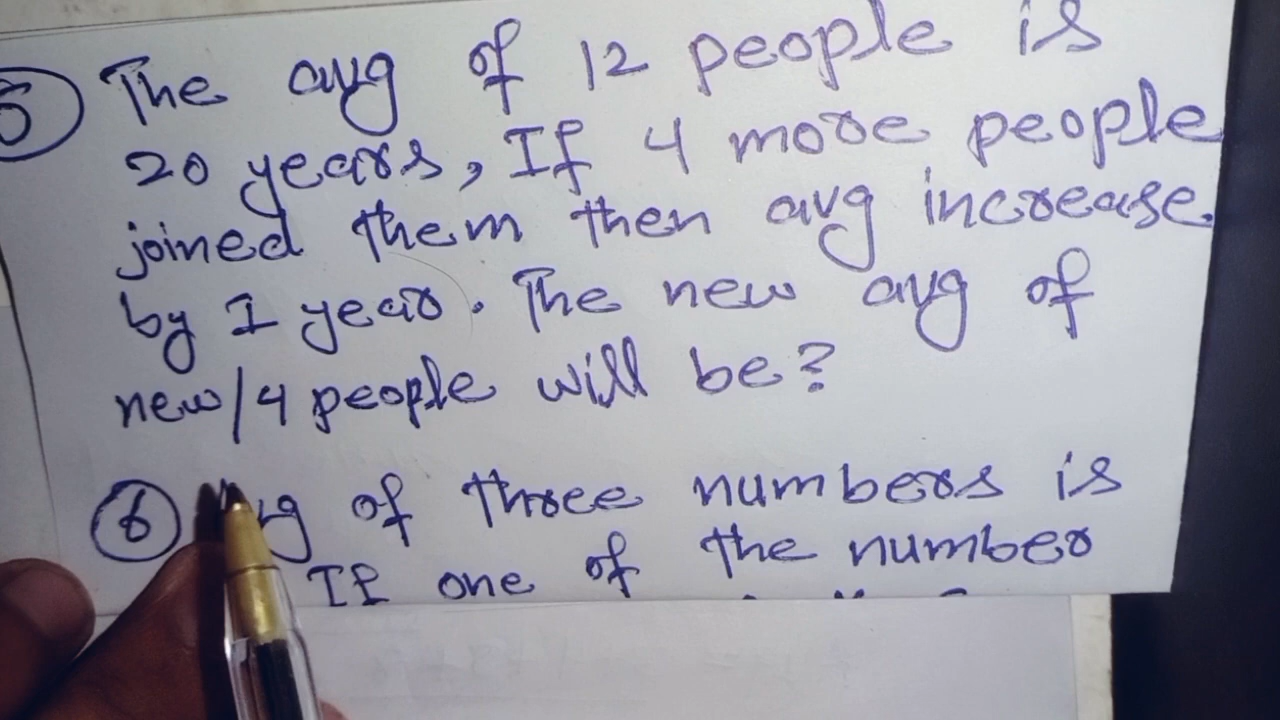 5 The avg of 12 people is
20 years, If 4 more people
joined them then avg increase
by 1 year. The new avg of
new/4 people will be?
6 Avg of three numbers is
If one of the number